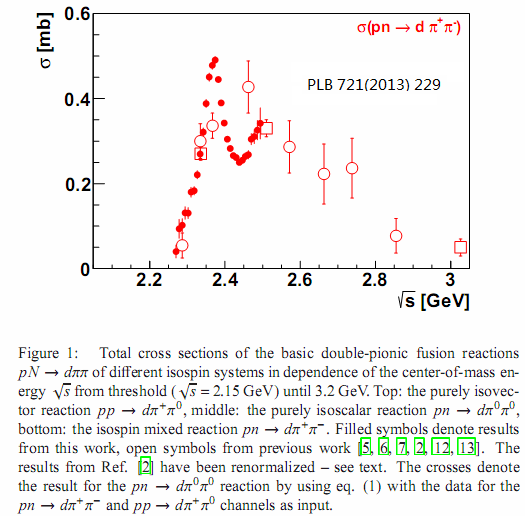 0.6
σ [mb]
σ(pn → d π⁺π⁻)
PLB 721(2013) 229
0.4
0.2
0
2.2 2.4 2.6 2.8 3
√s [GeV]
Figure 1: Total cross sections of the basic double-pionic fusion reactions
pN → dππ of different isospin systems in dependence of the center-of-mass en-
ergy √s from threshold (√s = 2.15 GeV) until 3.2 GeV. Top: the purely isovec-
tor reaction pp → dπ⁺π⁰, middle: the purely isoscalar reaction pn → dπ⁰π⁰,
bottom: the isospin mixed reaction pn → dπ⁺π⁻. Filled symbols denote results
from this work, open symbols from previous work [5, 6, 7, 2, 12, 13]. The
results from Ref. [2] have been renormalized – see text. The crosses denote
the result for the pn → dπ⁰π⁰ reaction by using eq. (1) with the data for the
pn → dπ⁺π⁻ and pp → dπ⁺π⁰ channels as input.